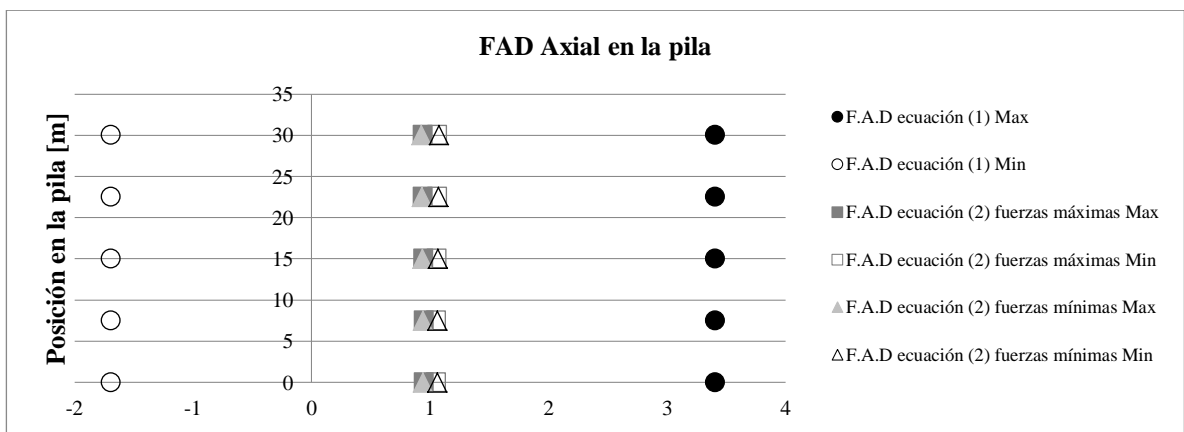 FAD Axial en la pila
Posición en la pila [m]
35
30
25
20
15
10
5
0
-2 -1 0 1 2 3 4
F.A.D ecuación (1) Max
F.A.D ecuación (1) Min
F.A.D ecuación (2) fuerzas máximas Max
F.A.D ecuación (2) fuerzas máximas Min
F.A.D ecuación (2) fuerzas mínimas Max
F.A.D ecuación (2) fuerzas mínimas Min